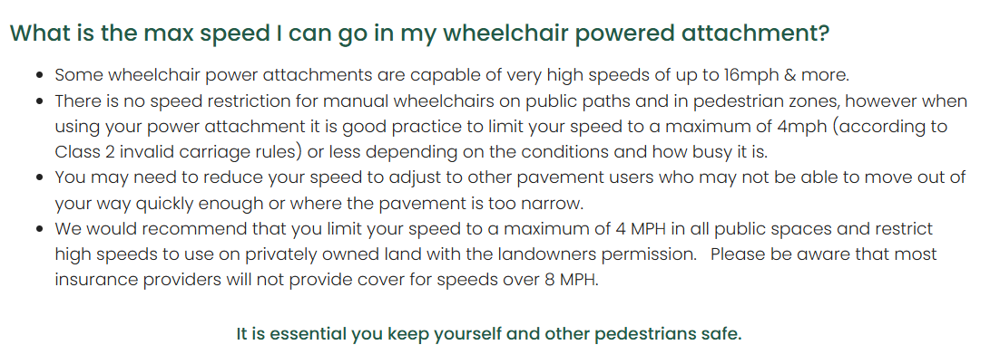 What is the max speed I can go in my wheelchair powered attachment?
• Some wheelchair power attachments are capable of very high speeds of up to 16mph & more.
• There is no speed restriction for manual wheelchairs on public paths and in pedestrian zones, however when
using your power attachment it is good practice to limit your speed to a maximum of 4mph (according to
Class 2 invalid carriage rules) or less depending on the conditions and how busy it is.
• You may need to reduce your speed to adjust to other pavement users who may not be able to move out of
your way quickly enough or where the pavement is too narrow.
• We would recommend that you limit your speed to a maximum of 4 MPH in all public spaces and restrict
high speeds to use on privately owned land with the landowners permission.   Please be aware that most
insurance providers will not provide cover for speeds over 8 MPH.
It is essential you keep yourself and other pedestrians safe.